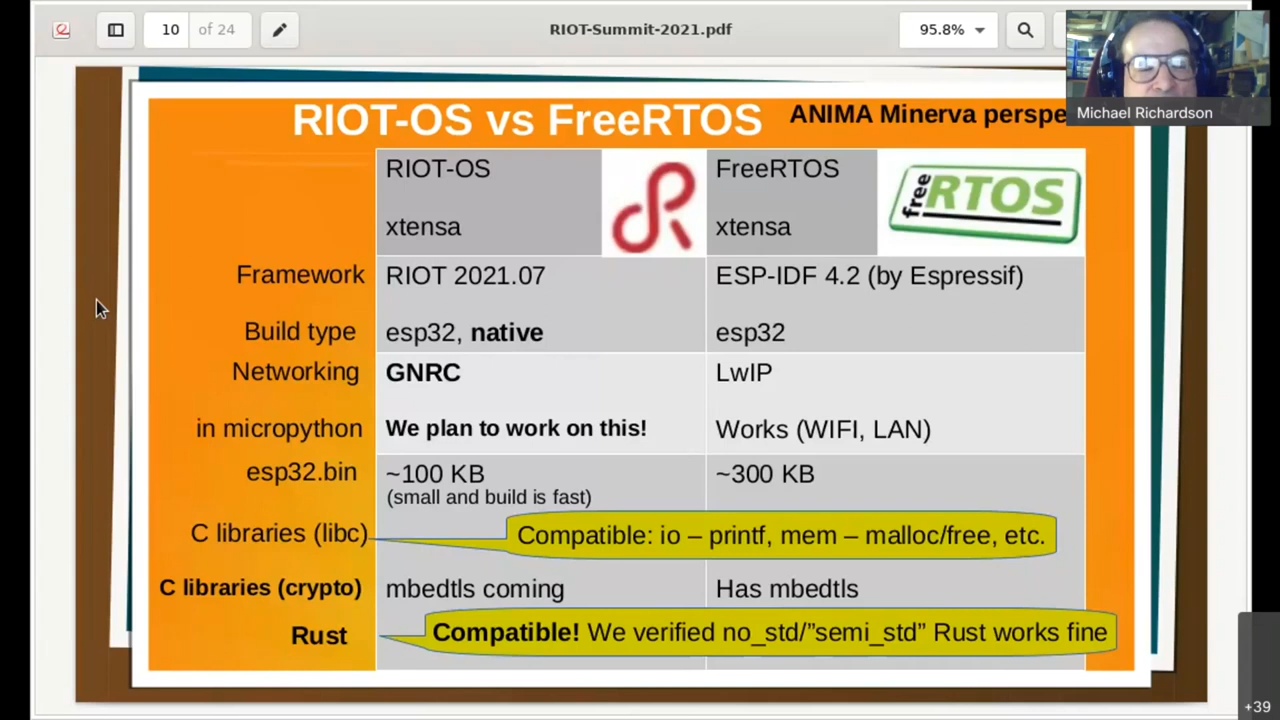 10 of 24
RIOT-Summit-2021.pdf
95.8%
Michael Richardson
RIOT-OS vs FreeRTOS
ANIMA Minerva perspe
RIOT-OS
xtensa
FreeRTOS
xtensa
free RTOS
Framework RIOT 2021.07 ESP-IDF 4.2 (by Espressif)
Build type esp32, native esp32
Networking GNRC LwIP
in micropython We plan to work on this! Works (WIFI, LAN)
esp32.bin ~100 KB ~300 KB
(small and build is fast)
C libraries (libc) Compatible: io – printf, mem – malloc/free, etc.
C libraries (crypto) mbedtls coming Has mbedtls
Rust Compatible! We verified no_std/”semi_std” Rust works fine
+39